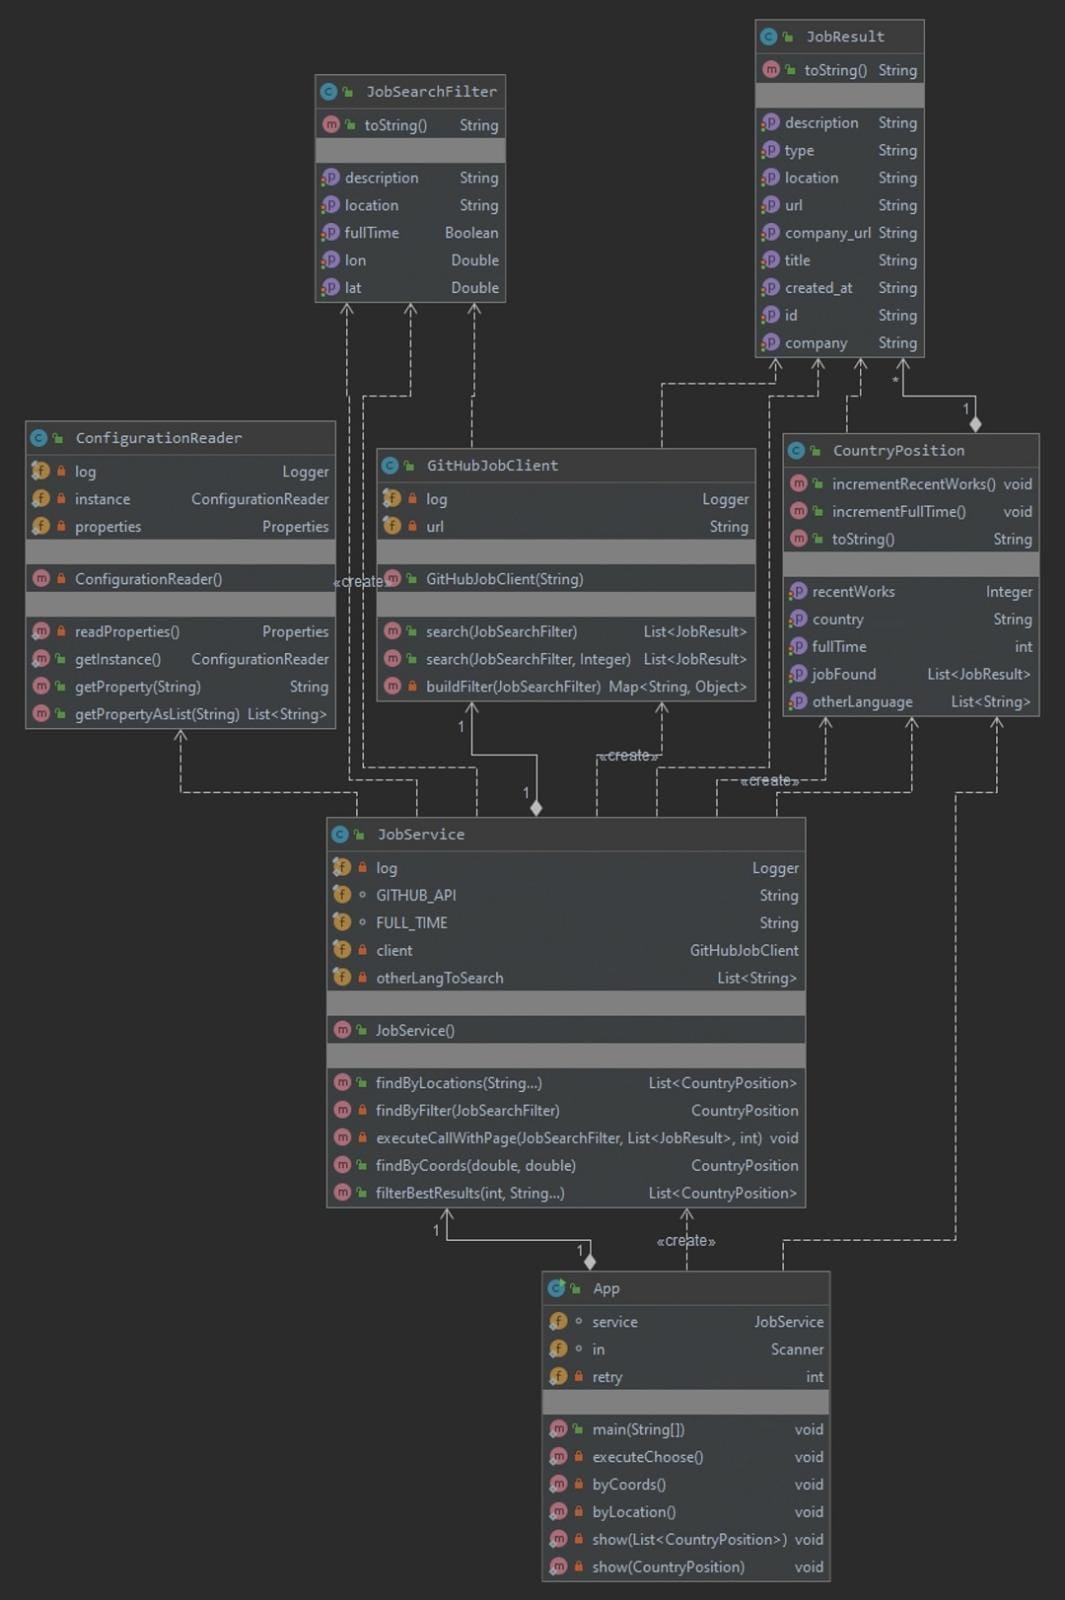 JobResult
toString() String
description String
type String
location String
url String
company_url String
title String
created_at String
id String
company String
JobSearchFilter
toString() String
description String
location String
fullTime Boolean
lon Double
lat Double
*
1
ConfigurationReader
log Logger
instance ConfigurationReader
properties Properties
ConfigurationReader()
readProperties() Properties
getInstance() ConfigurationReader
getProperty(String) String
getPropertyAsList(String) List<String>
«create»
GitHubJobClient
log Logger
url String
GitHubJobClient(String)
search(JobSearchFilter) List<JobResult>
search(JobSearchFilter, Integer) List<JobResult>
buildFilter(JobSearchFilter) Map<String, Object>
CountryPosition
incrementRecentWorks() void
incrementFullTime() void
toString() String
recentWorks Integer
country String
fullTime int
jobFound List<JobResult>
otherLanguage List<String>
1
«create»
«create»
1
JobService
log Logger
GITHUB_API String
FULL_TIME String
client GitHubJobClient
otherLangToSearch List<String>
JobService()
findByLocations(String...) List<CountryPosition>
findByFilter(JobSearchFilter) CountryPosition
executeCallWithPage(JobSearchFilter, List<JobResult>, int) void
findByCoords(double, double) CountryPosition
filterBestResults(int, String...) List<CountryPosition>
1
«create»
1
App
service JobService
in Scanner
retry int
main(String[]) void
executeChoose() void
byCoords() void
byLocation() void
show(List<CountryPosition>) void
show(CountryPosition) void